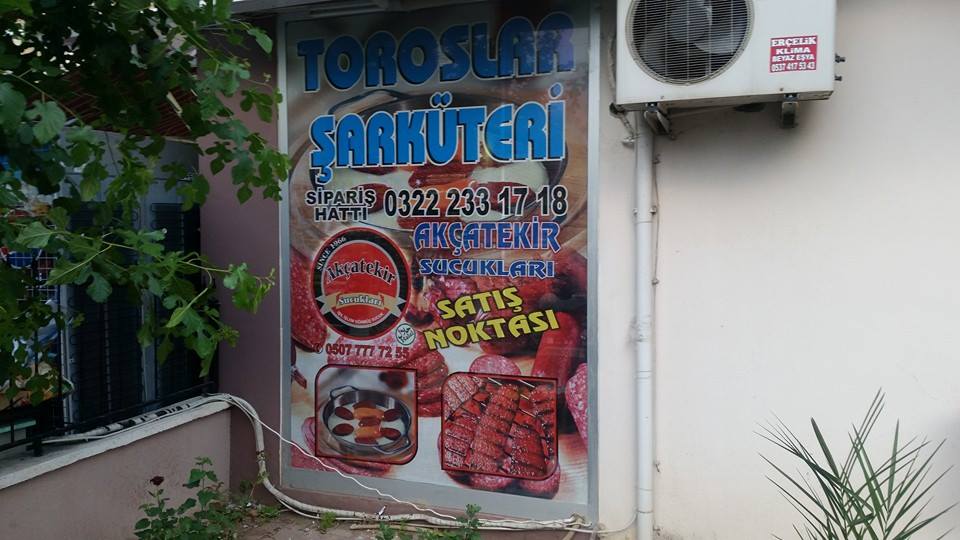 TOROSLAR
ŞARKÜTERİ
SİPARİŞ HATTI
0322 233 17 18
AKÇATEKİR
SUCUKLARI
SINCE 1966
Akçatekir
Sucukları
SATIŞ
NOKTASI
0507 777 72 55
ERÇELİK
KLİMA
BEYAZ EŞYA
0537 417 53 43